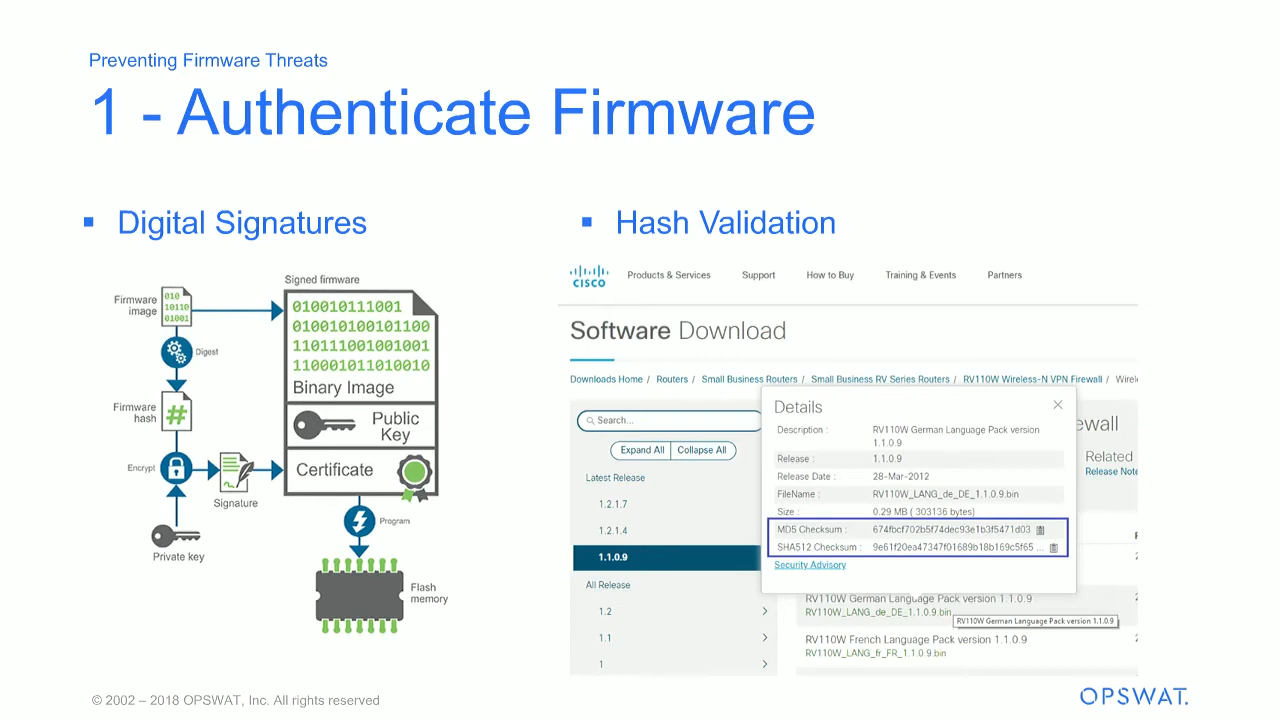 Preventing Firmware Threats
1 - Authenticate Firmware
▪ Digital Signatures
Signed firmware
Firmware
image
010
10110
01001
010010111001
010010100101100
110111001001001
110001011010010
Binary Image
Digest
Firmware
hash
#
Public
Key
Encrypt
Certificate
Signature
Private key
Program
Flash
memory
▪ Hash Validation
CISCO
Products & Services Support How to Buy Training & Events Partners
Software Download
Downloads Home / Routers / Small Business Routers / Small Business RV Series Routers / RV110W Wireless-N VPN Firewall /
Search...
Expand All Collapse All
Latest Release
1.2.1.7
1.2.1.4
1.1.0.9
All Release
1.2
1.1
1
Details
Description : RV110W German Language Pack version
1.1.0.9
Release : 1.1.0.9
Release Date : 28-Mar-2012
FileName : RV110W_LANG_de_DE_1.1.0.9.bin
Size : 0.29 MB ( 303136 bytes)
MD5 Checksum : 674fbcf702b5f74dec93e1b3f5471d03
SHA512 Checksum : 9e61f20ea47347f01689b18b169c5f65 ...
Security Advisory
ewall
Related
Release Note
RV110W German Language Pack version 1.1.0.9
RV110W_LANG_de_DE_1.1.0.9.bin
RV110W German Language Pack version 1.1.0.9
RV110W French Language Pack version 1.1.0.9
RV110W_LANG_fr_FR_1.1.0.9.bin
© 2002 – 2018 OPSWAT, Inc. All rights reserved
OPSWAT.